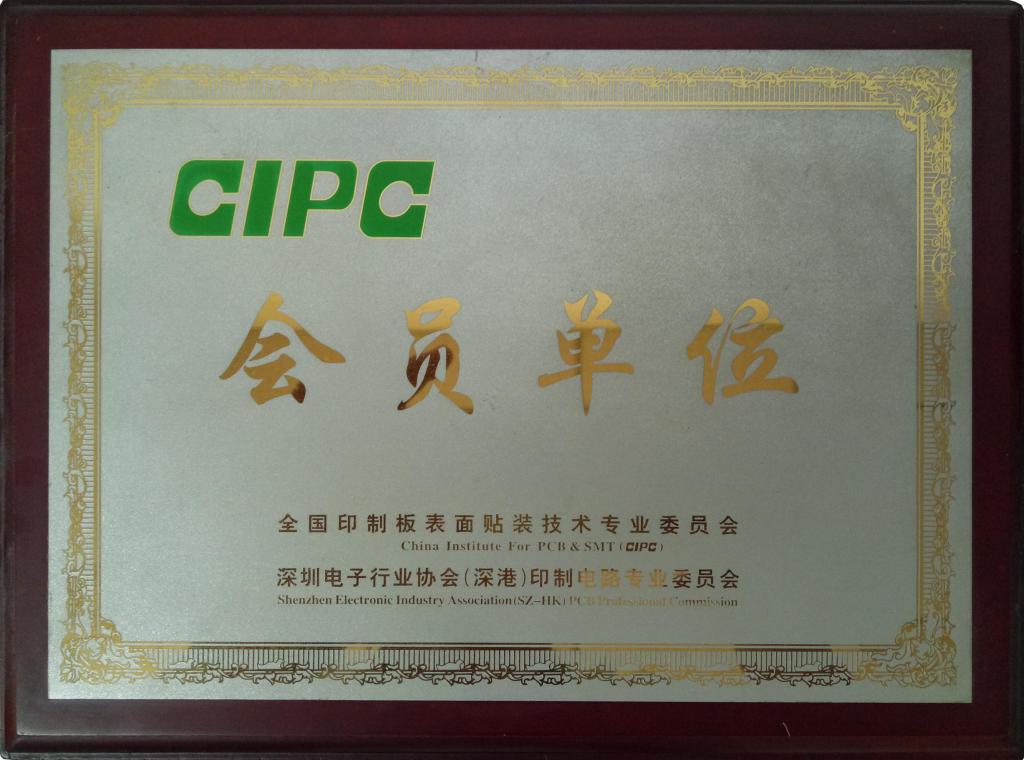 CIPC
会员单位
全国印制板表面贴装技术专业委员会
China Institute For PCB & SMT (CIPC)
深圳电子行业协会(深港)印制电路专业委员会
Shenzhen Electronic Industry Association(SZ-HK) PCB Professional Commission